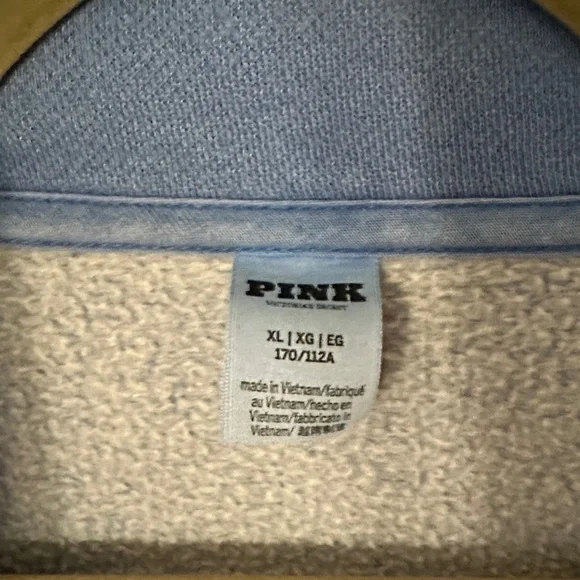 PINK
VICTORIA'S SECRET
XL | XG | EG
170/112A
made in Vietnam/fabriqué
au Vietnam/hecho en
Vietnam/fabbricato in
Vietnam/